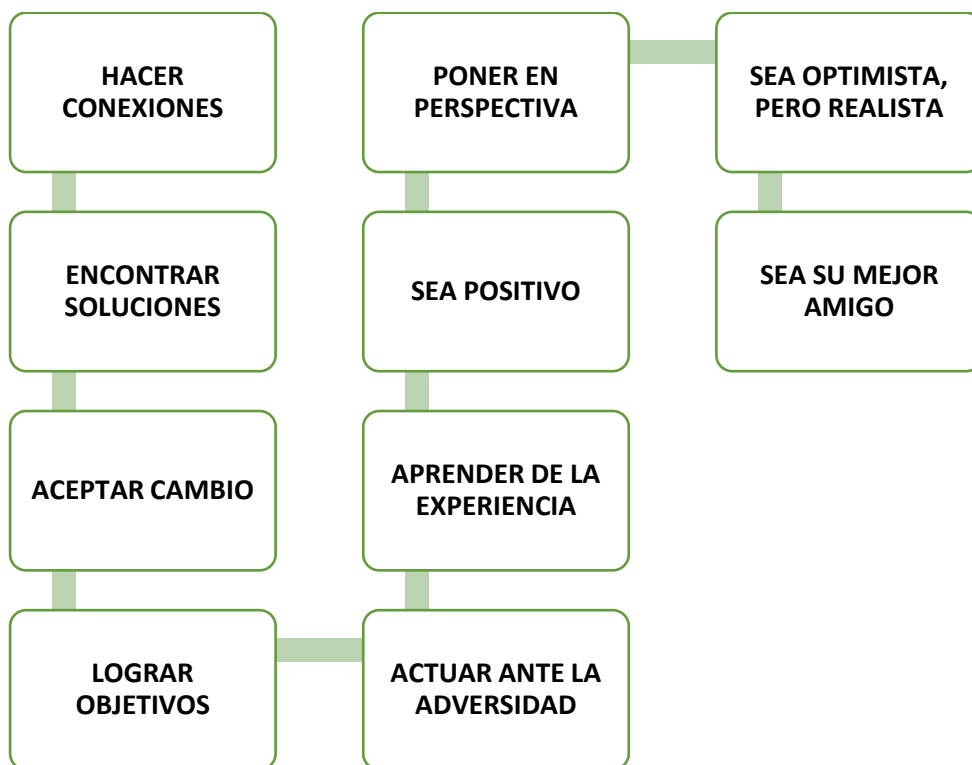 HACER
CONEXIONES
ENCONTRAR
SOLUCIONES
ACEPTAR CAMBIO
LOGRAR
OBJETIVOS
ACTUAR ANTE LA
ADVERSIDAD
APRENDER DE LA
EXPERIENCIA
SEA POSITIVO
PONER EN
PERSPECTIVA
SEA OPTIMISTA,
PERO REALISTA
SEA SU MEJOR
AMIGO